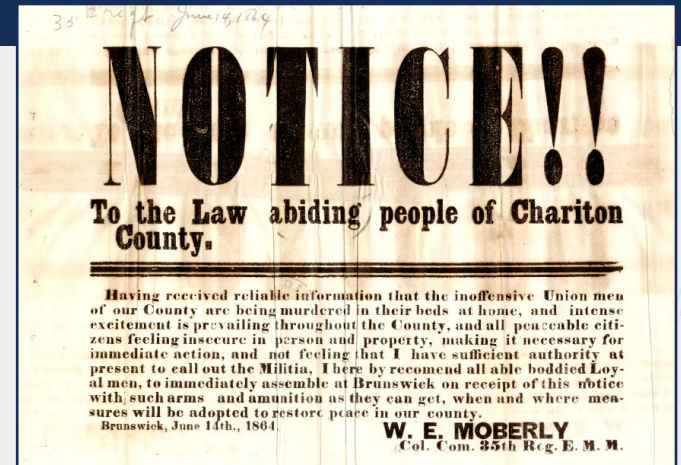 35 Regt June 14, 1864
NOTICE!!
To the Law abiding people of Chariton
County.
Having received reliable information that the inoffensive Union men
of our County are being murdered in their beds at home, and intense
excitement is prevailing throughout the County, and all peaceable citi-
zens feeling insecure in person and property, making it necessary for
immediate action, and not feeling that I have sufficient authority at
present to call out the Militia, I here by recomend all able boddied Loy-
al men, to immediately assemble at Brunswick on receipt of this notice
with such arms and amunition as they can get, when and where mea-
sures will be adopted to restore peace in our county.
Brunswick, June 14th., 1864.
W. E. MOBERLY
Col. Com. 35th Reg. E. M. M.